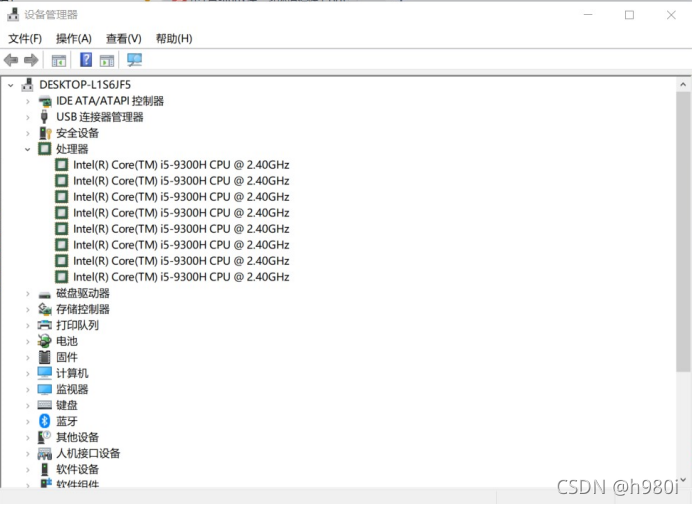 设备管理器
文件(F) 操作(A) 查看(V) 帮助(H)
DESKTOP-L1S6JF5
IDE ATA/ATAPI 控制器
USB 连接器管理器
安全设备
处理器
Intel(R) Core(TM) i5-9300H CPU @ 2.40GHz
Intel(R) Core(TM) i5-9300H CPU @ 2.40GHz
Intel(R) Core(TM) i5-9300H CPU @ 2.40GHz
Intel(R) Core(TM) i5-9300H CPU @ 2.40GHz
Intel(R) Core(TM) i5-9300H CPU @ 2.40GHz
Intel(R) Core(TM) i5-9300H CPU @ 2.40GHz
Intel(R) Core(TM) i5-9300H CPU @ 2.40GHz
Intel(R) Core(TM) i5-9300H CPU @ 2.40GHz
磁盘驱动器
存储控制器
打印队列
电池
固件
计算机
监视器
键盘
蓝牙
其他设备
人机接口设备
软件设备
软件组件
CSDN @h980i